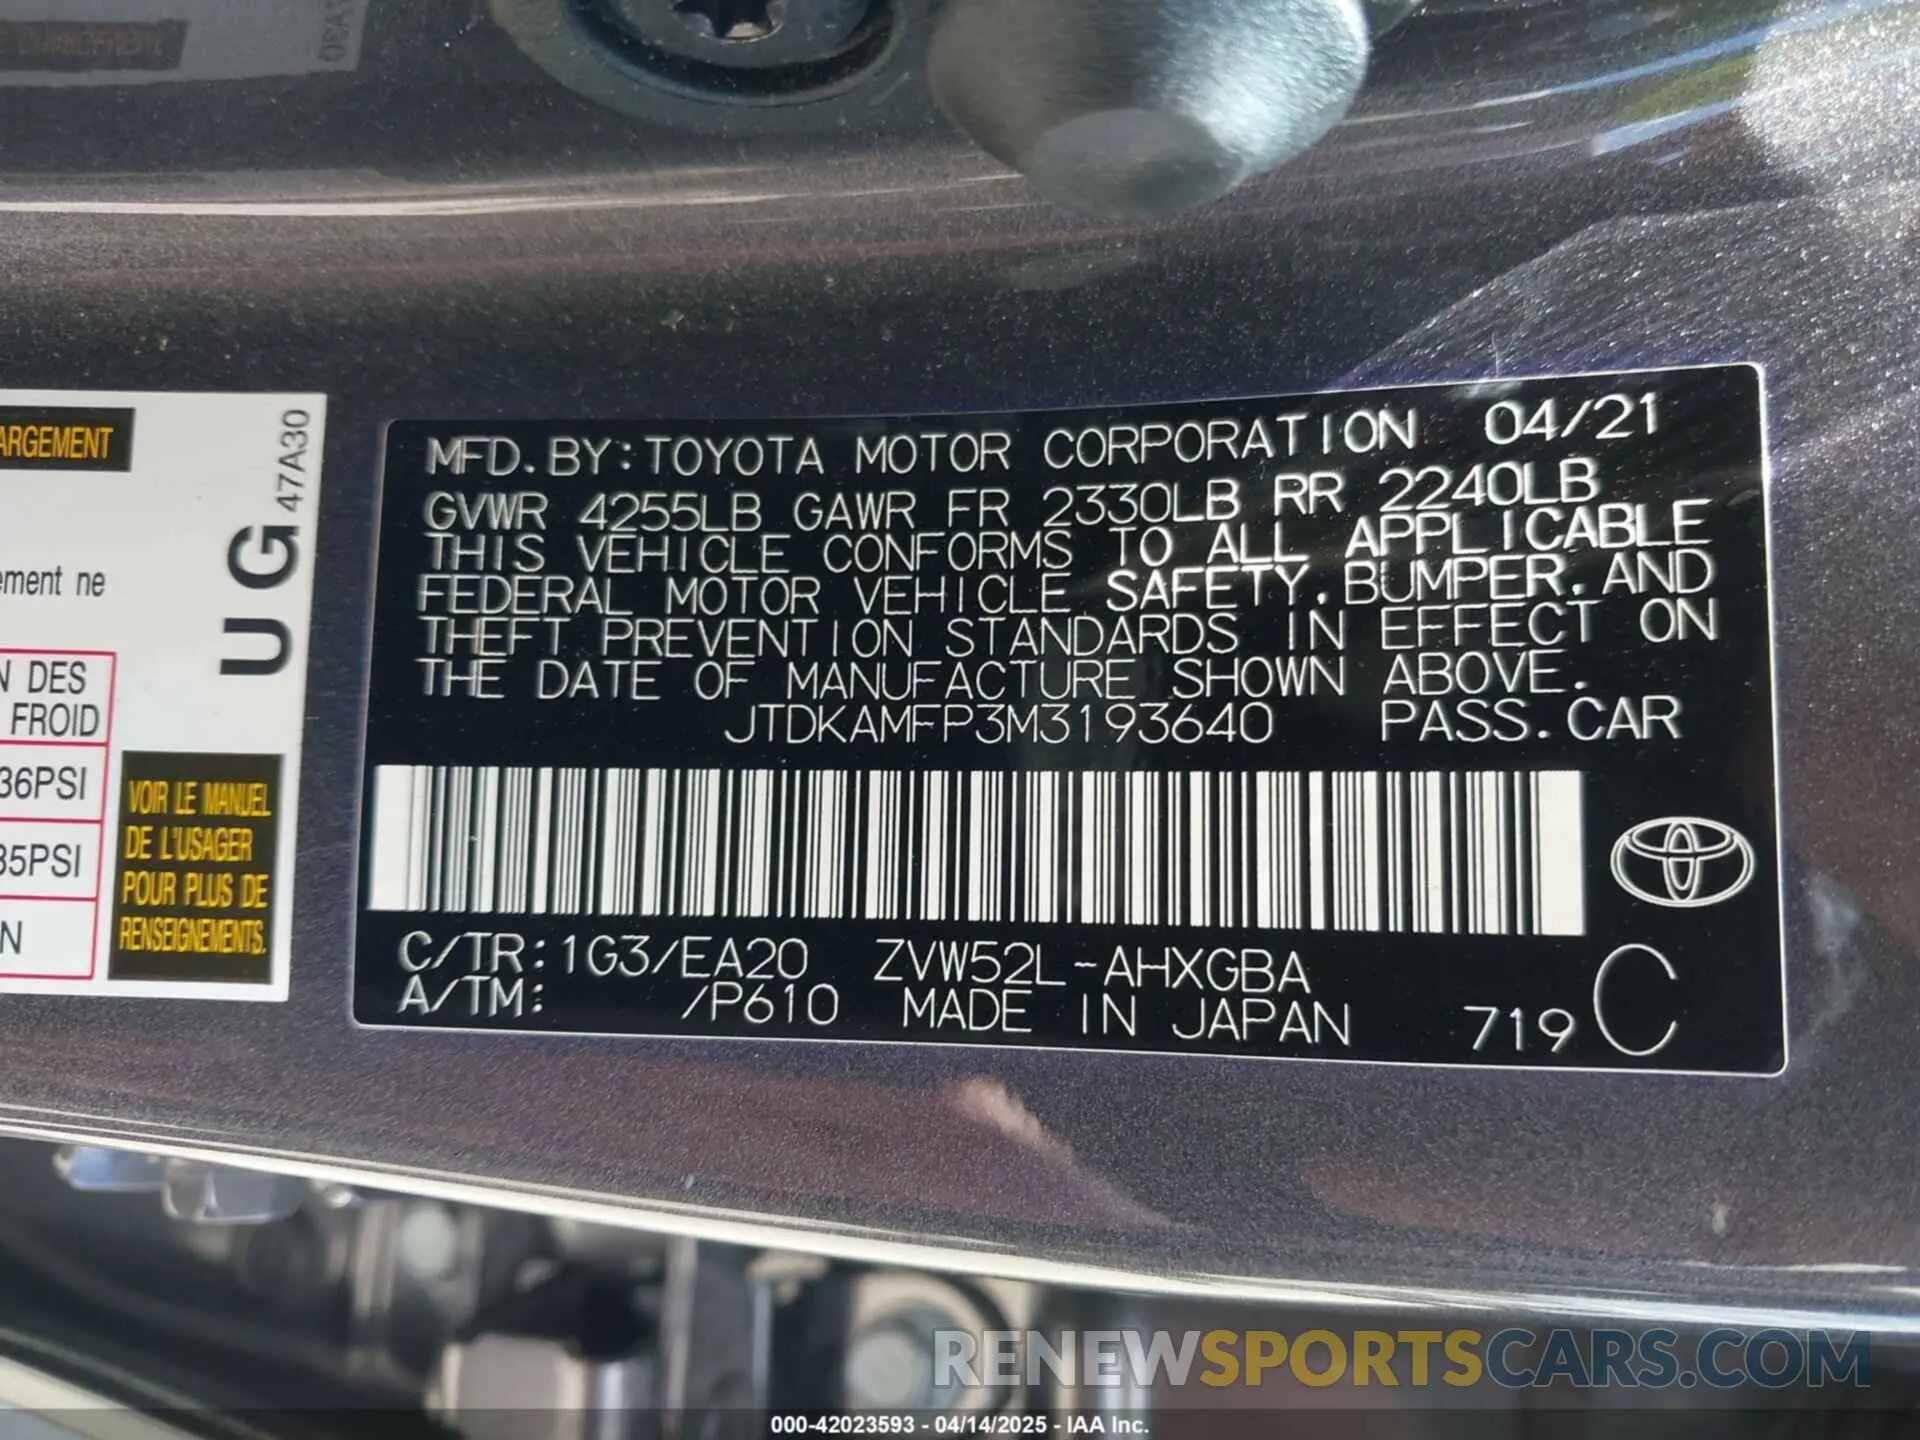 ARGEMENT
47A30
UG
ement ne
N DES
FROID
36PSI
35PSI
N
VOIR LE MANUEL
DE L'USAGER
POUR PLUS DE
RENSEIGNEMENTS.
MFD. BY: TOYOTA MOTOR CORPORATION 04/21
GVWR 4255LB GAWR FR 2330LB RR 2240LB
THIS VEHICLE CONFORMS TO ALL APPLICABLE
FEDERAL MOTOR VEHICLE SAFETY, BUMPER, AND
THEFT PREVENTION STANDARDS IN EFFECT ON
THE DATE OF MANUFACTURE SHOWN ABOVE.
JTDKAMFP3M3193640 PASS. CAR
C/TR: 1G3/EA20 ZVW52L-AHXGBA
A/TM: /P610 MADE IN JAPAN 719 C
RENEWSPORTSCARS.COM
000-42023593 - 04/14/2025 - IAA Inc.